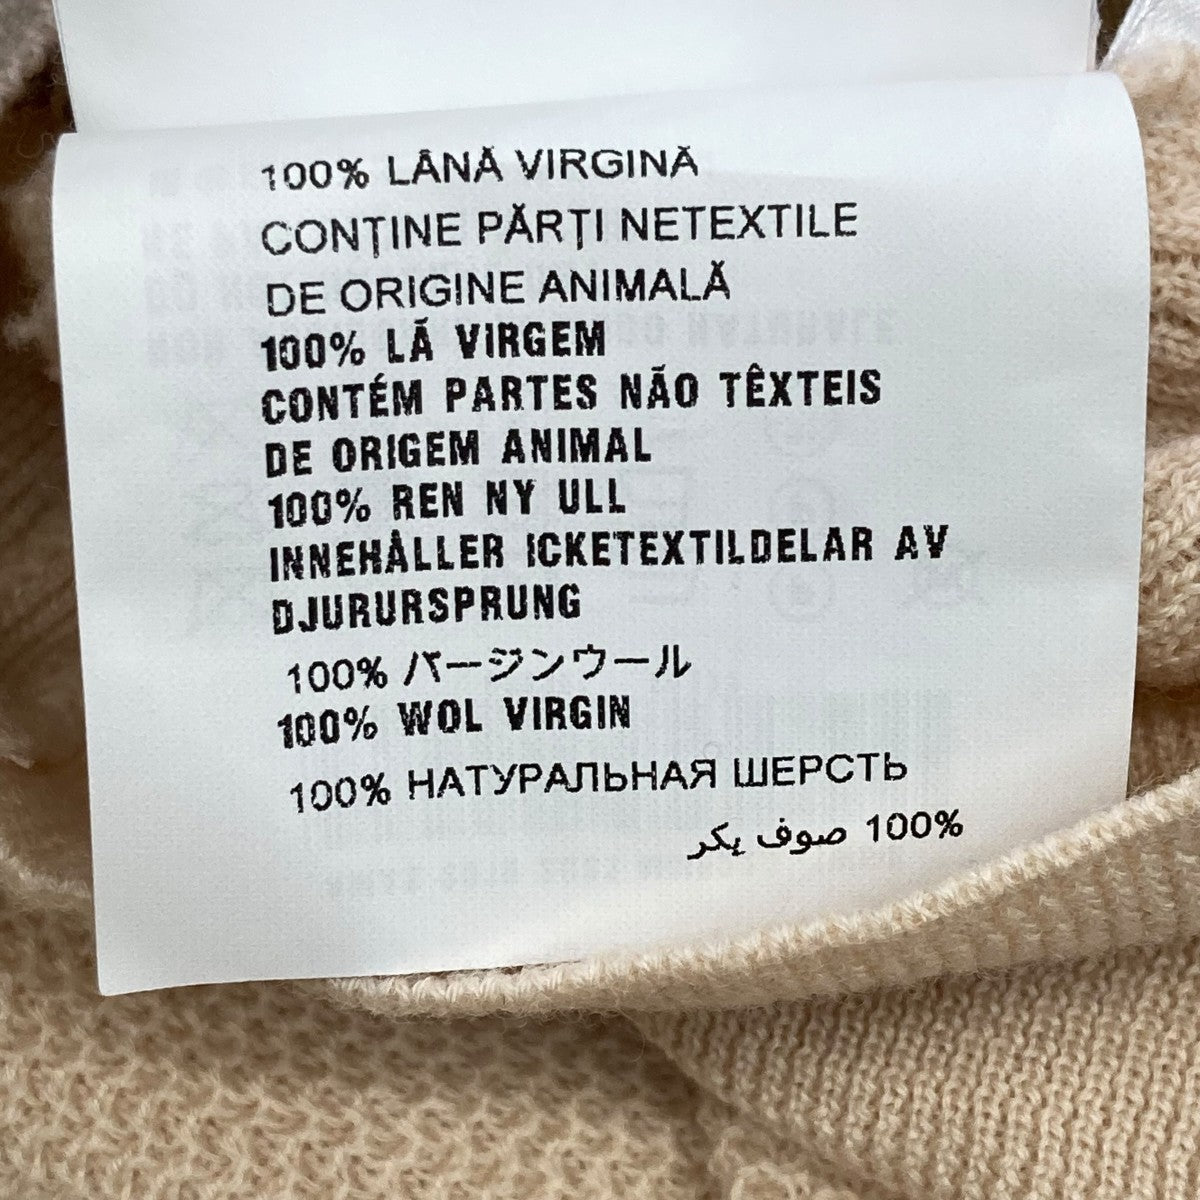 100% LÂNĂ VIRGINĂ
CONȚINE PĂRȚI NETEXTILE
DE ORIGINE ANIMALĂ
100% LÃ VIRGEM
CONTÉM PARTES NÃO TÊXTEIS
DE ORIGEM ANIMAL
100% REN NY ULL
INNEHÅLLER ICKETEXTILDELAR AV
DJURURSPRUNG
100% バージンウール
100% WOL VIRGIN
100% НАТУРАЛЬНАЯ ШЕРСТЬ
100% صوف يكر